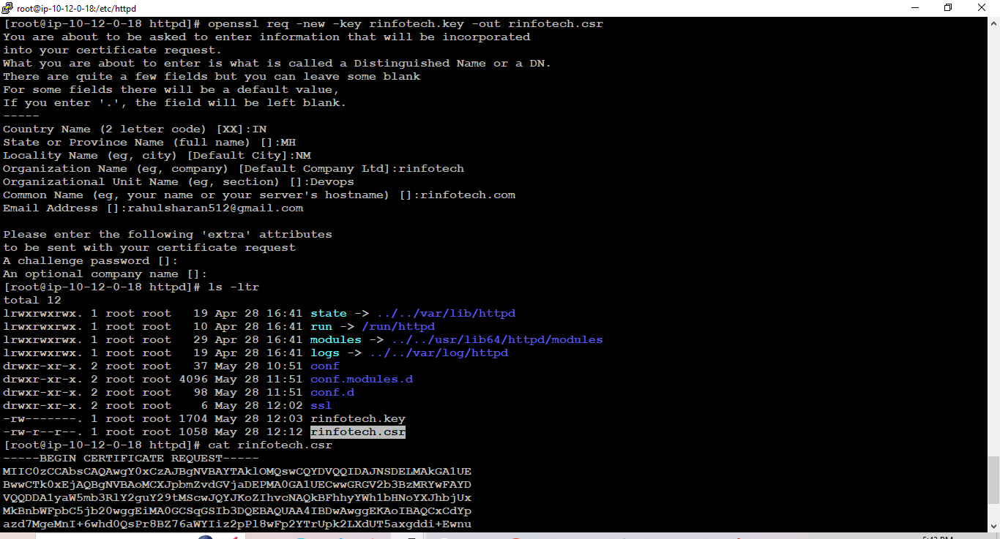 root@ip-10-12-0-18:/etc/httpd
[root@ip-10-12-0-18 httpd]# openssl req -new -key rinfotech.key -out rinfotech.csr
You are about to be asked to enter information that will be incorporated
into your certificate request.
What you are about to enter is what is called a Distinguished Name or a DN.
There are quite a few fields but you can leave some blank
For some fields there will be a default value,
If you enter '.', the field will be left blank.
-----
Country Name (2 letter code) [XX]:IN
State or Province Name (full name) []:MH
Locality Name (eg, city) [Default City]:NM
Organization Name (eg, company) [Default Company Ltd]:rinfotech
Organizational Unit Name (eg, section) []:Devops
Common Name (eg, your name or your server's hostname) []:rinfotech.com
Email Address []:rahulsharan512@gmail.com

Please enter the following 'extra' attributes
to be sent with your certificate request
A challenge password []:
An optional company name []:
[root@ip-10-12-0-18 httpd]# ls -ltr
total 12
lrwxrwxrwx. 1 root root   19 Apr 28 16:41 state -> ../../var/lib/httpd
lrwxrwxrwx. 1 root root   10 Apr 28 16:41 run -> /run/httpd
lrwxrwxrwx. 1 root root   29 Apr 28 16:41 modules -> ../../usr/lib64/httpd/modules
lrwxrwxrwx. 1 root root   19 Apr 28 16:41 logs -> ../../var/log/httpd
drwxr-xr-x. 2 root root   37 May 28 10:51 conf
drwxr-xr-x. 2 root root 4096 May 28 11:51 conf.modules.d
drwxr-xr-x. 2 root root   98 May 28 11:51 conf.d
drwxr-xr-x. 2 root root    6 May 28 12:02 ssl
-rw-------. 1 root root 1704 May 28 12:03 rinfotech.key
-rw-r--r--. 1 root root 1058 May 28 12:12 rinfotech.csr
[root@ip-10-12-0-18 httpd]# cat rinfotech.csr
-----BEGIN CERTIFICATE REQUEST-----
MIIC0zCCAbsCAQAwgY0xCzAJBgNVBAYTAklOMQswCQYDVQQIDAJNSDELMAkGA1UE
BwwCTk0xEjAQBgNVBAoMCXJpbmZvdGVjaDEPMA0GA1UECwwGRGV2b3BzMRYwFAYD
VQQDDA1yaW5mb3RlY2guY29tMScwJQYJKoZIhvcNAQkBFhhyYWh1bHNoYXJhbjUx
MkBnbWFpbC5jb20wggEiMA0GCSqGSIb3DQEBAQUAA4IBDwAwggEKAoIBAQCxCdYp
azd7MgeMnI+6whd0QsPr8BZ76aWYIiz2pPl8wFp2YTrUpk2LXdUT5axgddi+Ewnu